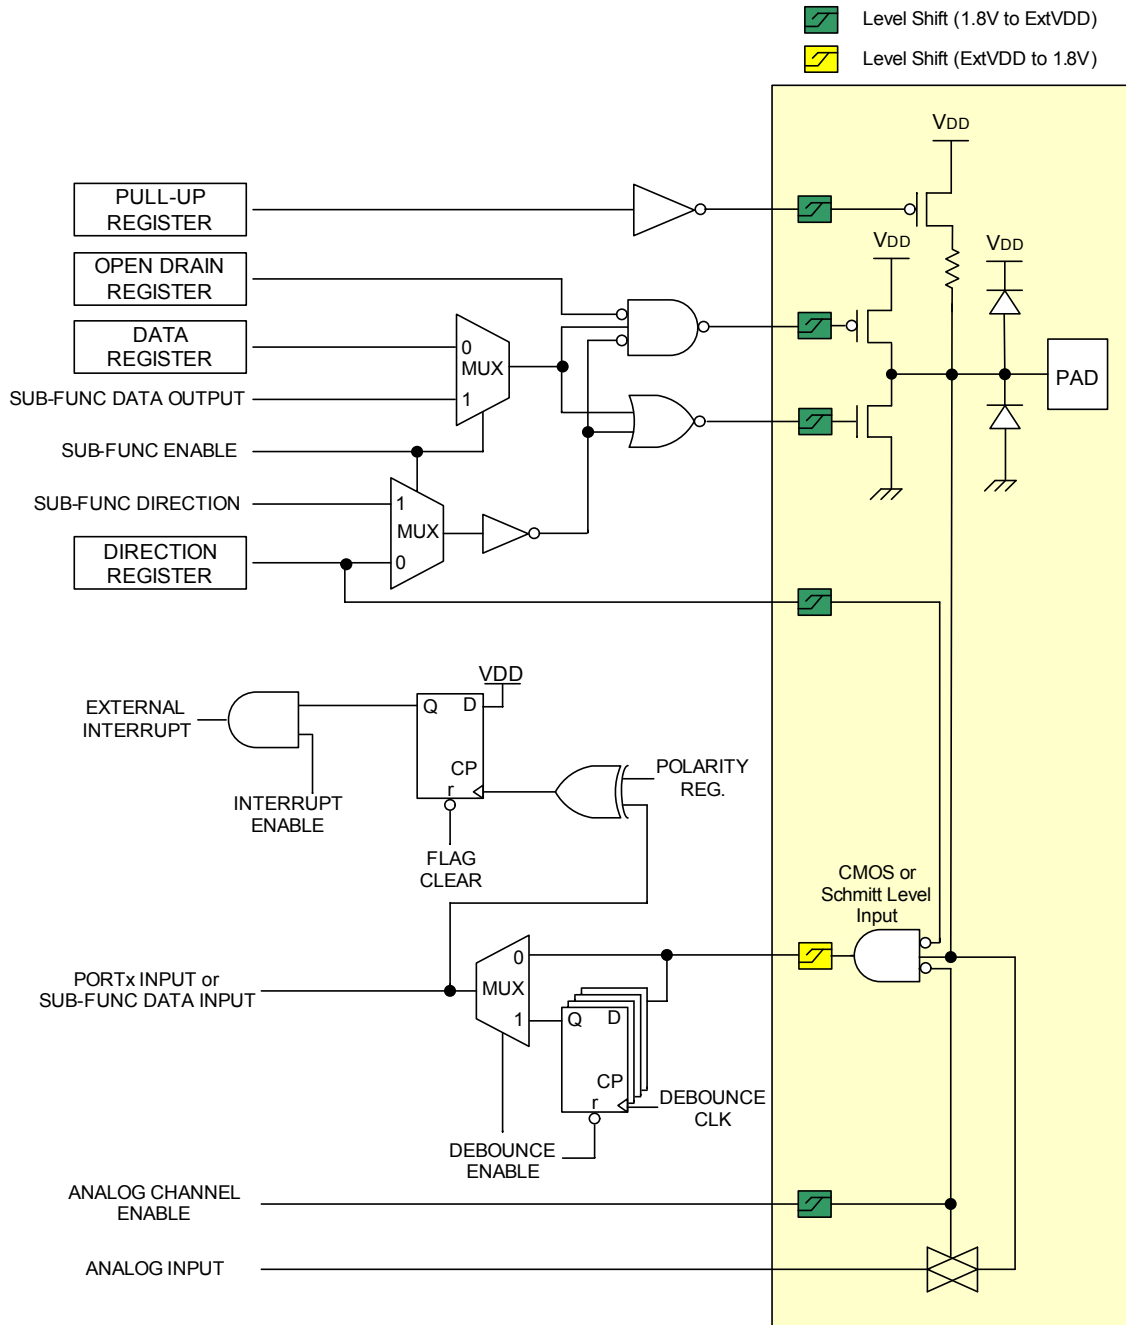 Level Shift (1.8V to ExtVDD)
Level Shift (ExtVDD to 1.8V)
VDD
PULL-UP
REGISTER
VDD
VDD
OPEN DRAIN
REGISTER
DATA
REGISTER
0
MUX
1
PAD
SUB-FUNC DATA OUTPUT
SUB-FUNC ENABLE
SUB-FUNC DIRECTION
1
MUX
0
DIRECTION
REGISTER
VDD
EXTERNAL
INTERRUPT
Q D
CP
r
POLARITY
REG.
INTERRUPT
ENABLE
FLAG
CLEAR
CMOS or
Schmitt Level
Input
0
MUX
1
PORTx INPUT or
SUB-FUNC DATA INPUT
Q D
CP
r
DEBOUNCE
CLK
DEBOUNCE
ENABLE
ANALOG CHANNEL
ENABLE
ANALOG INPUT